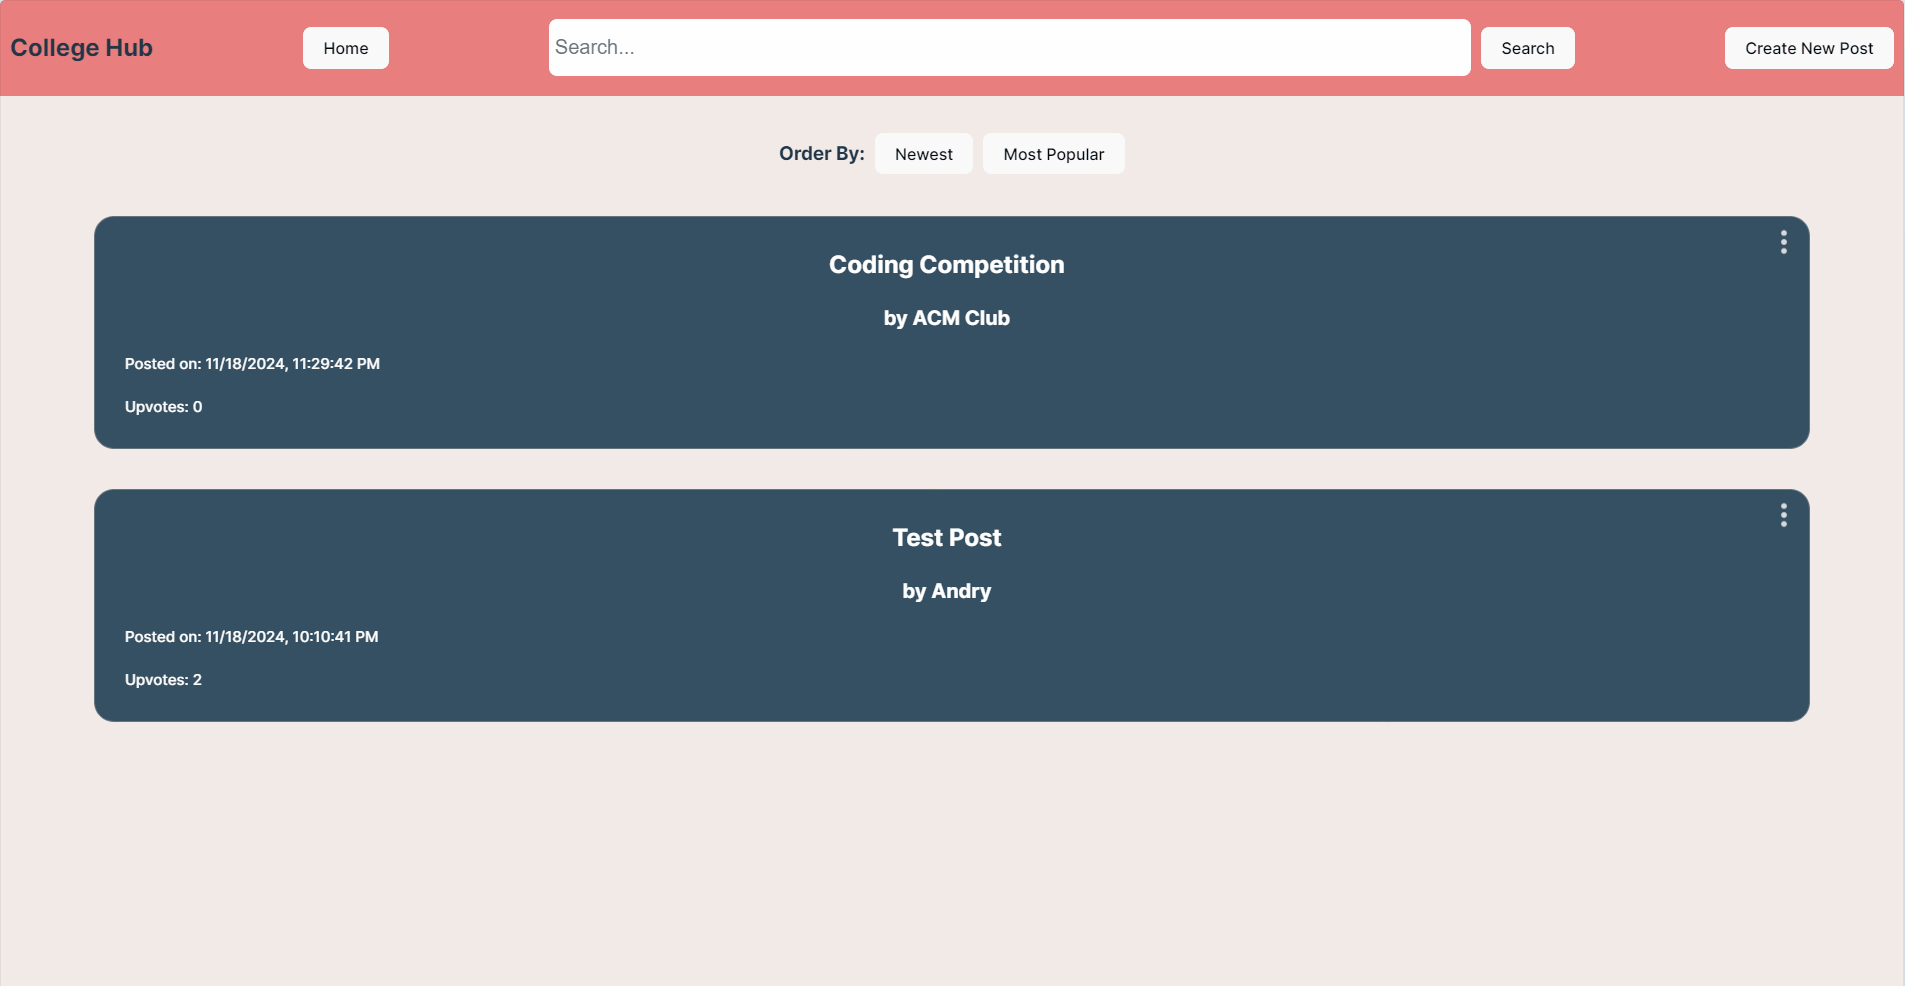 College Hub Home Search... Search Create New Post
Order By: Newest Most Popular
Coding Competition
by ACM Club
Posted on: 11/18/2024, 11:29:42 PM
Upvotes: 0
Test Post
by Andry
Posted on: 11/18/2024, 10:10:41 PM
Upvotes: 2